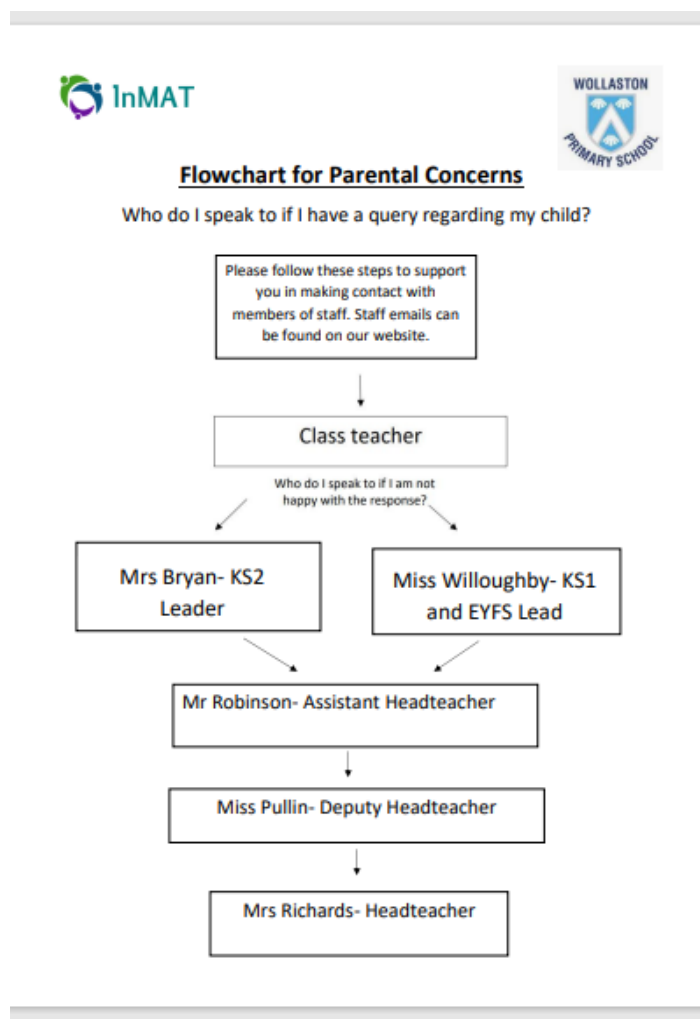 InMAT
WOLLASTON
PRIMARY SCHOOL
Flowchart for Parental Concerns
Who do I speak to if I have a query regarding my child?
Please follow these steps to support
you in making contact with
members of staff. Staff emails can
be found on our website.
Class teacher
Who do I speak to if I am not
happy with the response?
Mrs Bryan- KS2
Leader
Miss Willoughby- KS1
and EYFS Lead
Mr Robinson- Assistant Headteacher
Miss Pullin- Deputy Headteacher
Mrs Richards- Headteacher